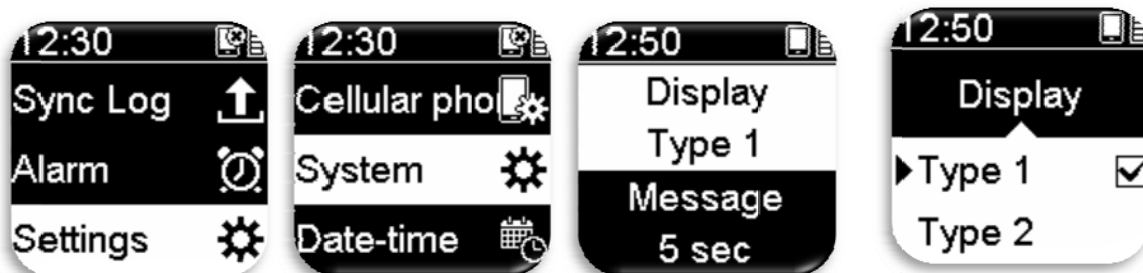 12:30
Sync Log
Alarm
Settings
12:30
Cellular pho
System
Date-time
12:50
Display
Type 1
Message
5 sec
12:50
Display
Type 1
Type 2